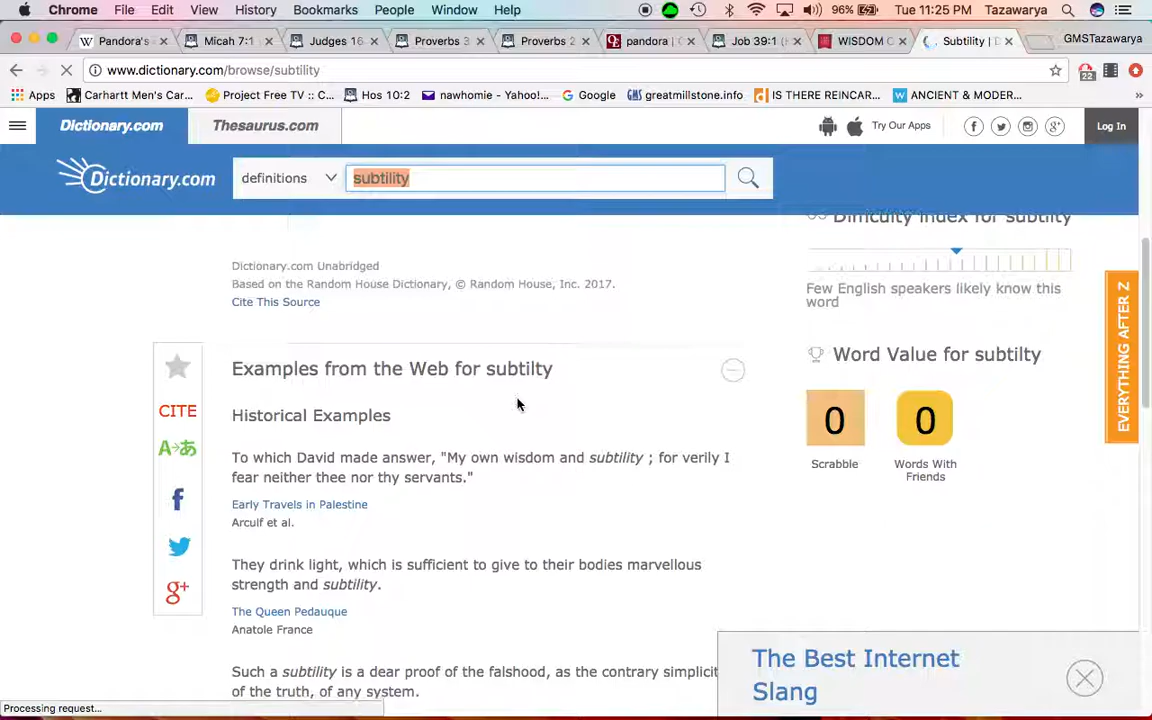 Chrome File Edit View History Bookmarks People Window Help 96% Tue 11:25 PM Tazawarya
Pandora's Micah 7:1 Judges 16 Proverbs 3 Proverbs 2 pandora | Job 39:1 ( WISDOM C Subtility | D GMSTazawarya
www.dictionary.com/browse/subtility 22
Apps Carhartt Men's Car... Project Free TV :: C... Hos 10:2 nawhomie - Yahoo!... Google GMS greatmillstone.info IS THERE REINCAR... ANCIENT & MODER... »
Dictionary.com Thesaurus.com Try Our Apps Log In
Dictionary.com definitions subtility
Difficulty index for subtilty
Dictionary.com Unabridged
Based on the Random House Dictionary, © Random House, Inc. 2017.
Cite This Source
Few English speakers likely know this
word
EVERYTHING AFTER Z
Examples from the Web for subtilty
Word Value for subtilty
CITE
Historical Examples
0 0
Scrabble Words With
Friends
To which David made answer, "My own wisdom and subtility ; for verily I
fear neither thee nor thy servants."
Early Travels in Palestine
Arculf et al.
They drink light, which is sufficient to give to their bodies marvellous
strength and subtility.
The Queen Pedauque
Anatole France
Such a subtility is a dear proof of the falshood, as the contrary simplicit
of the truth, of any system.
The Best Internet
Slang
Processing request...